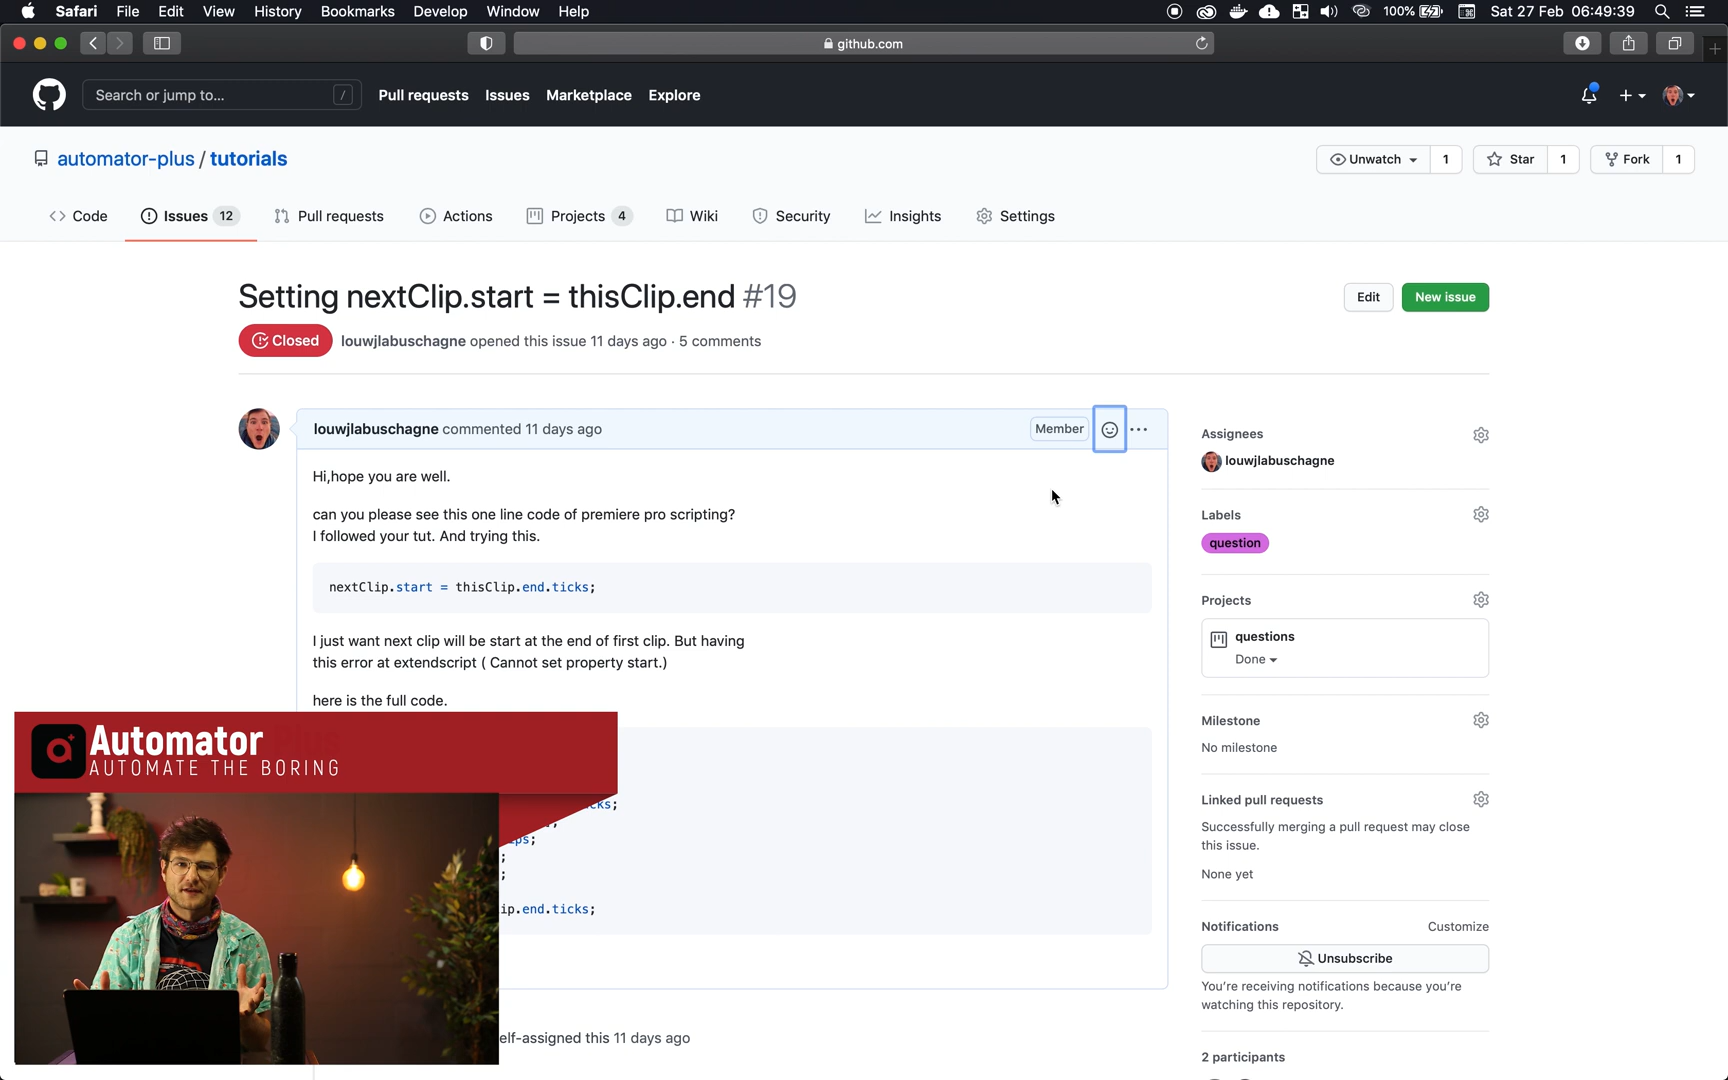 Safari File Edit View History Bookmarks Develop Window Help
100% Sat 27 Feb 06:49:39
github.com
Search or jump to... /
Pull requests Issues Marketplace Explore
automator-plus / tutorials
Unwatch 1 Star 1 Fork 1
Code Issues 12 Pull requests Actions Projects 4 Wiki Security Insights Settings
Setting nextClip.start = thisClip.end #19
Edit New issue
Closed louwjlabuschagne opened this issue 11 days ago · 5 comments
louwjlabuschagne commented 11 days ago
Member
Hi,hope you are well.
can you please see this one line code of premiere pro scripting?
I followed your tut. And trying this.
nextClip.start = thisClip.end.ticks;
I just want next clip will be start at the end of first clip. But having
this error at extendscript ( Cannot set property start.)
here is the full code.
cks;
;
ps;
;
;
ip.end.ticks;
elf-assigned this 11 days ago
Automator
AUTOMATE THE BORING
Assignees
louwjlabuschagne
Labels
question
Projects
questions
Done
Milestone
No milestone
Linked pull requests
Successfully merging a pull request may close
this issue.
None yet
Notifications Customize
Unsubscribe
You're receiving notifications because you're
watching this repository.
2 participants